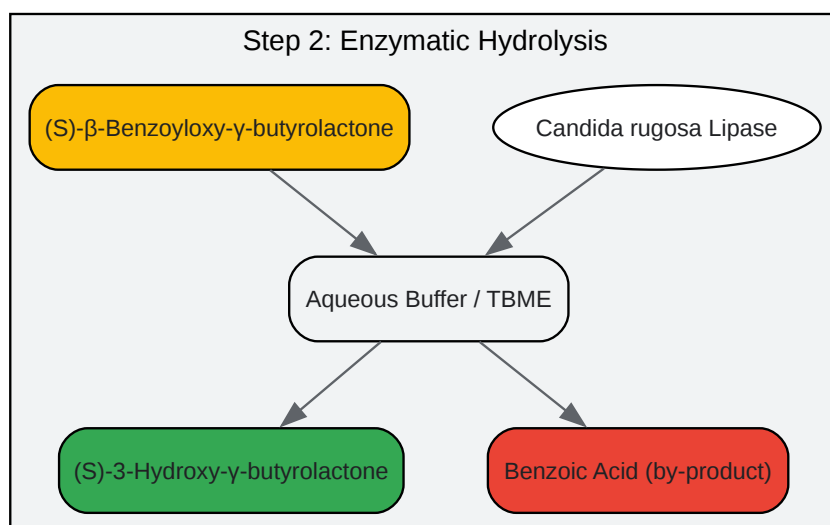 Step 2: Enzymatic Hydrolysis
(S)-β-Benzoyloxy-γ-butyrolactone
Candida rugosa Lipase
Aqueous Buffer / TBME
(S)-3-Hydroxy-γ-butyrolactone
Benzoic Acid (by-product)